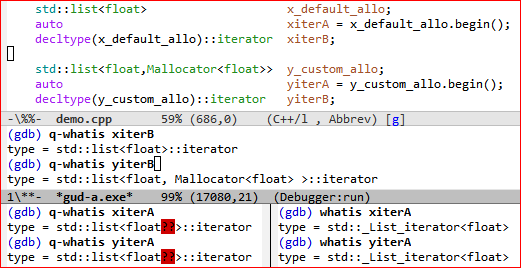 std::list<float> x_default_allo;
auto xiterA = x_default_allo.begin();
decltype(x_default_allo)::iterator xiterB;
std::list<float,Mallocator<float>> y_custom_allo;
auto yiterA = y_custom_allo.begin();
decltype(y_custom_allo)::iterator yiterB;
-\%%- demo.cpp 59% (686,0) (C++/l , Abbrev) [g]
(gdb) q-whatis xiterB
type = std::list<float>::iterator
(gdb) q-whatis yiterB
type = std::list<float, Mallocator<float> >::iterator
1\**- *gud-a.exe* 99% (17080,21) (Debugger:run)
(gdb) q-whatis xiterA
type = std::list<float??>::iterator
(gdb) q-whatis yiterA
type = std::list<float??>::iterator
(gdb) whatis xiterA
type = std::_List_iterator<float>
(gdb) whatis yiterA
type = std::_List_iterator<float>